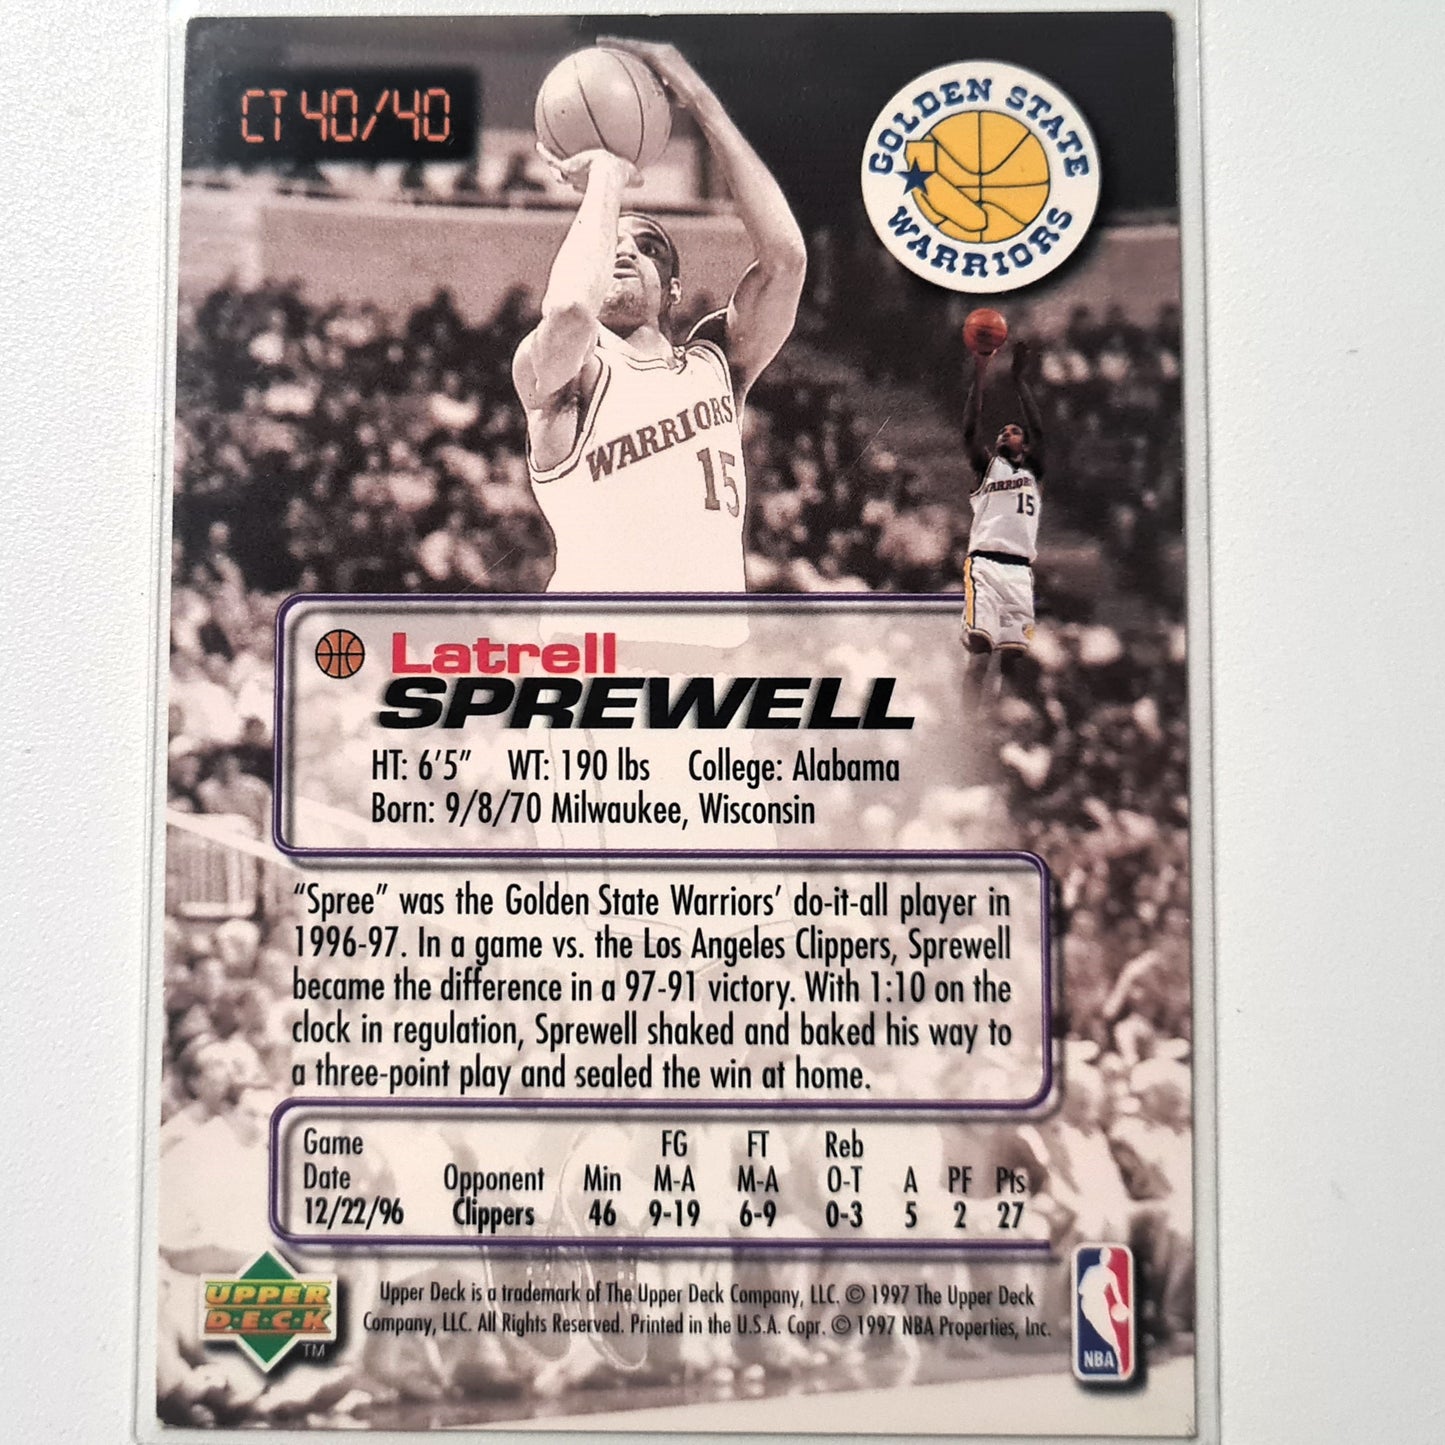 CT 40/40
GOLDEN STATE
WARRIORS
WARRIORS
15
WARRIORS
15
Latrell
SPREWELL
HT: 6'5" WT: 190 lbs College: Alabama
Born: 9/8/70 Milwaukee, Wisconsin
“Spree” was the Golden State Warriors’ do-it-all player in
1996-97. In a game vs. the Los Angeles Clippers, Sprewell
became the difference in a 97-91 victory. With 1:10 on the
clock in regulation, Sprewell shaked and baked his way to
a three-point play and sealed the win at home.
Game FG FT Reb
Date Opponent Min M-A M-A O-T A PF Pts
12/22/96 Clippers 46 9-19 6-9 0-3 5 2 27
UPPER
D•E•C•K
TM
Upper Deck is a trademark of The Upper Deck Company, LLC. © 1997 The Upper Deck
Company, LLC. All Rights Reserved. Printed in the U.S.A. Copr. © 1997 NBA Properties, Inc.
NBA